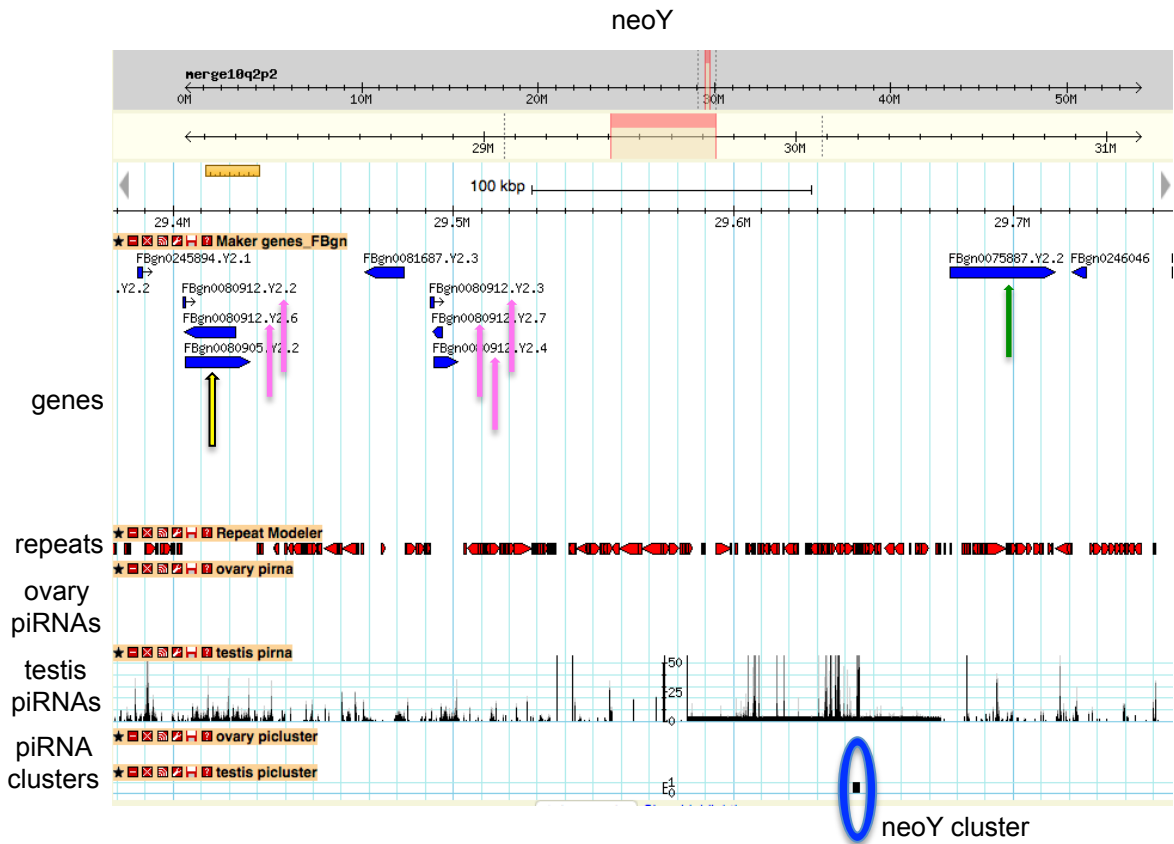 neoY
merge10q2p2
0M 10M 20M 30M 40M 50M
29M 30M 31M
100 kbp
29.4M 29.5M 29.6M 29.7M
Maker genes_FBgn
FBgn0245894.Y2.1 FBgn0081687.Y2.3 FBgn0075887.Y2.2 FBgn0246046
.Y2.2 FBgn0080912.Y2.2 FBgn0080912.Y2.3
FBgn0080912.Y2.6 FBgn0080912.Y2.7
FBgn0080905.Y2.2 FBgn0080912.Y2.4
genes
Repeat Modeler
repeats
ovary pirna
ovary
piRNAs
testis pirna
testis
piRNAs
50
25
0
ovary picluster
piRNA
clusters
testis picluster
1
0
neoY cluster